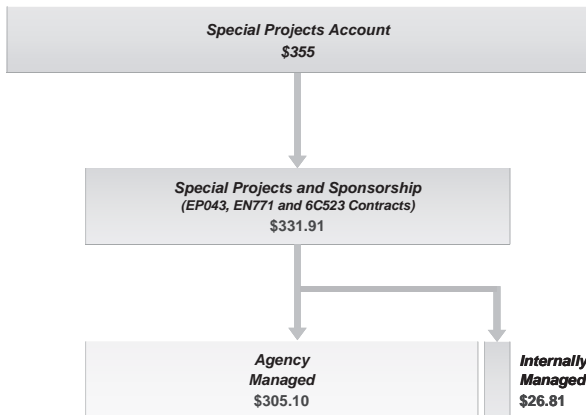 Special Projects Account
$355
Special Projects and Sponsorship
(EP043, EN771 and 6C523 Contracts)
$331.91
Agency
Managed
$305.10
Internally
Managed
$26.81